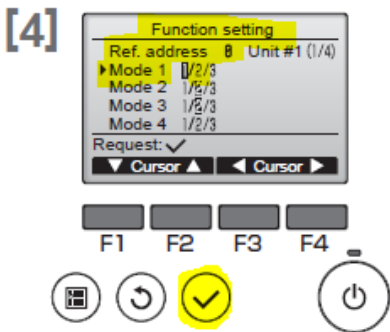 [4]
Function setting
Ref. address 0 Unit #1 (1/4)
Mode 1 1/2/3
Mode 2 1/2/3
Mode 3 1/2/3
Mode 4 1/2/3
Request: ✓
▼ Cursor ▲ ◀ Cursor ▶
F1 F2 F3 F4